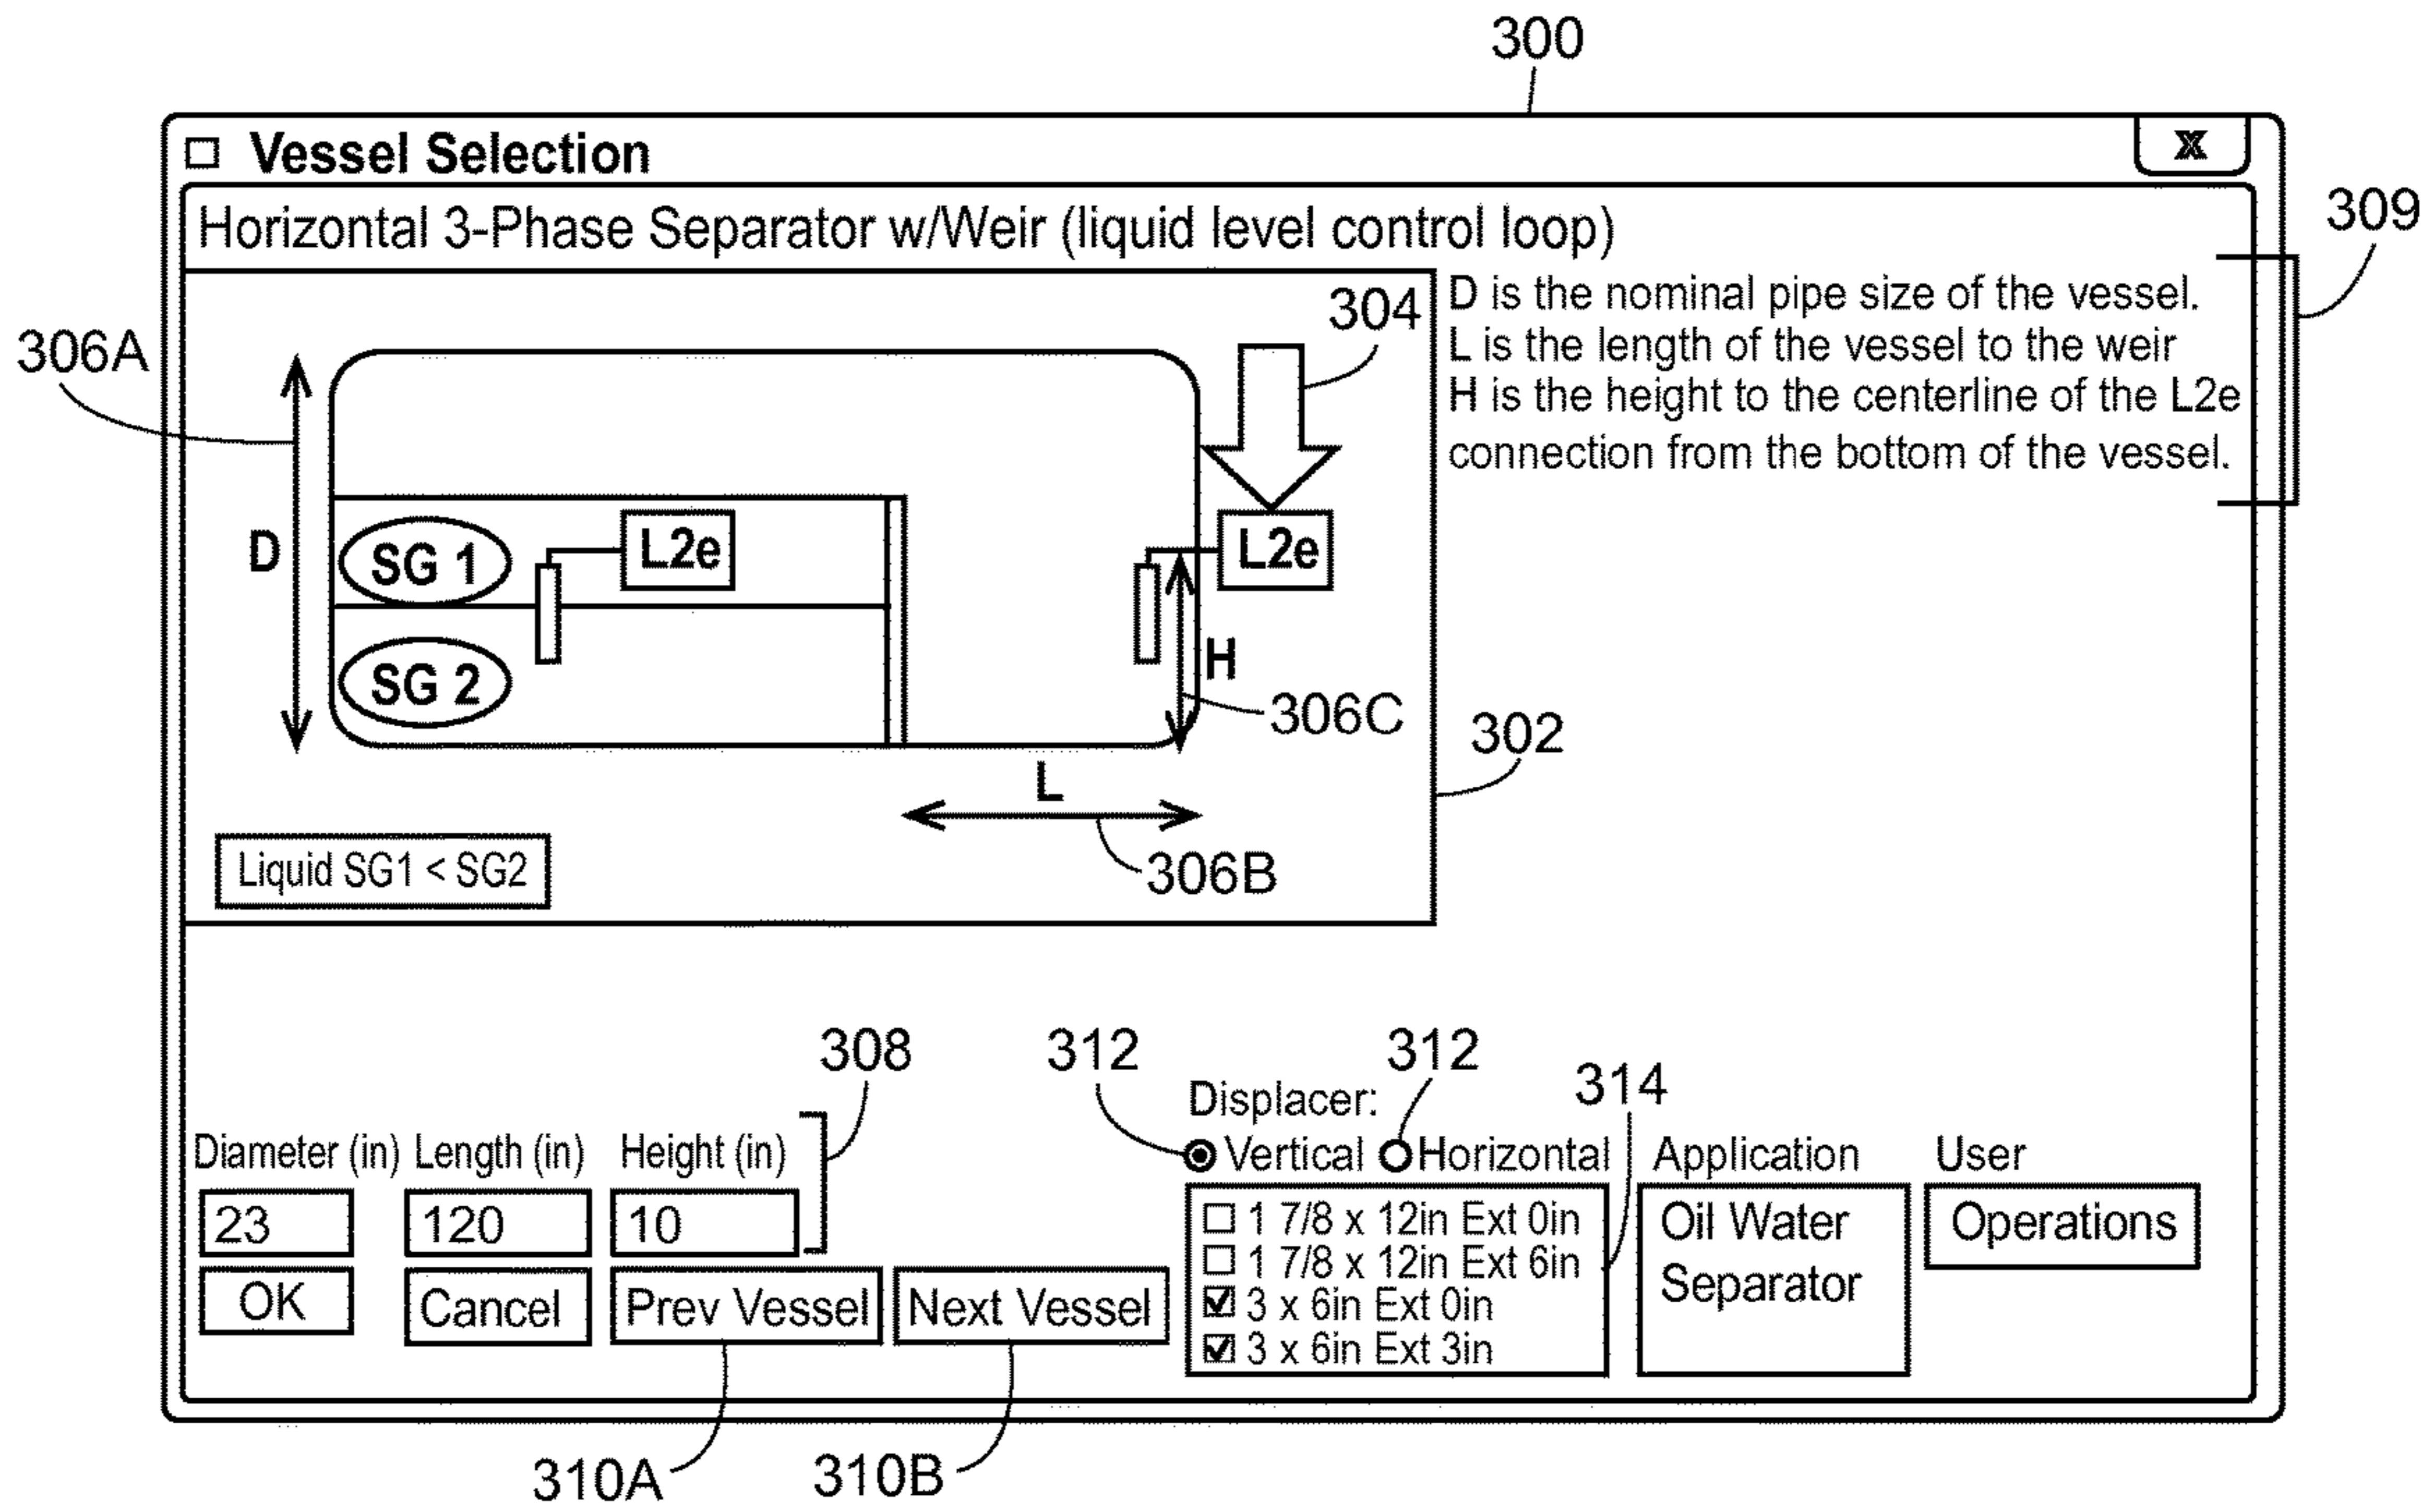 300
Vessel Selection
X
Horizontal 3-Phase Separator w/Weir (liquid level control loop)
309
D is the nominal pipe size of the vessel.
L is the length of the vessel to the weir
H is the height to the centerline of the L2e
connection from the bottom of the vessel.
304
306A
D
SG 1
L2e
L2e
SG 2
H
306C
302
L
306B
Liquid SG1 < SG2
308
312
312
314
Displacer:
Vertical
Horizontal
Diameter (in)
Length (in)
Height (in)
Application
User
23
120
10
1 7/8 x 12in Ext 0in
1 7/8 x 12in Ext 6in
3 x 6in Ext 0in
3 x 6in Ext 3in
Oil Water
Separator
Operations
OK
Cancel
Prev Vessel
Next Vessel
310A
310B